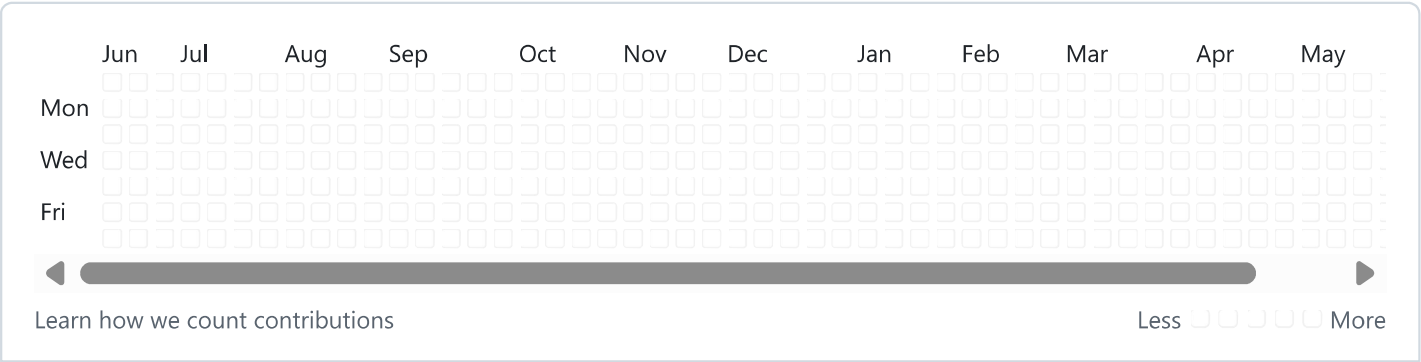 Jun Jul Aug Sep Oct Nov Dec Jan Feb Mar Apr May
Mon
Wed
Fri
Learn how we count contributions
Less More